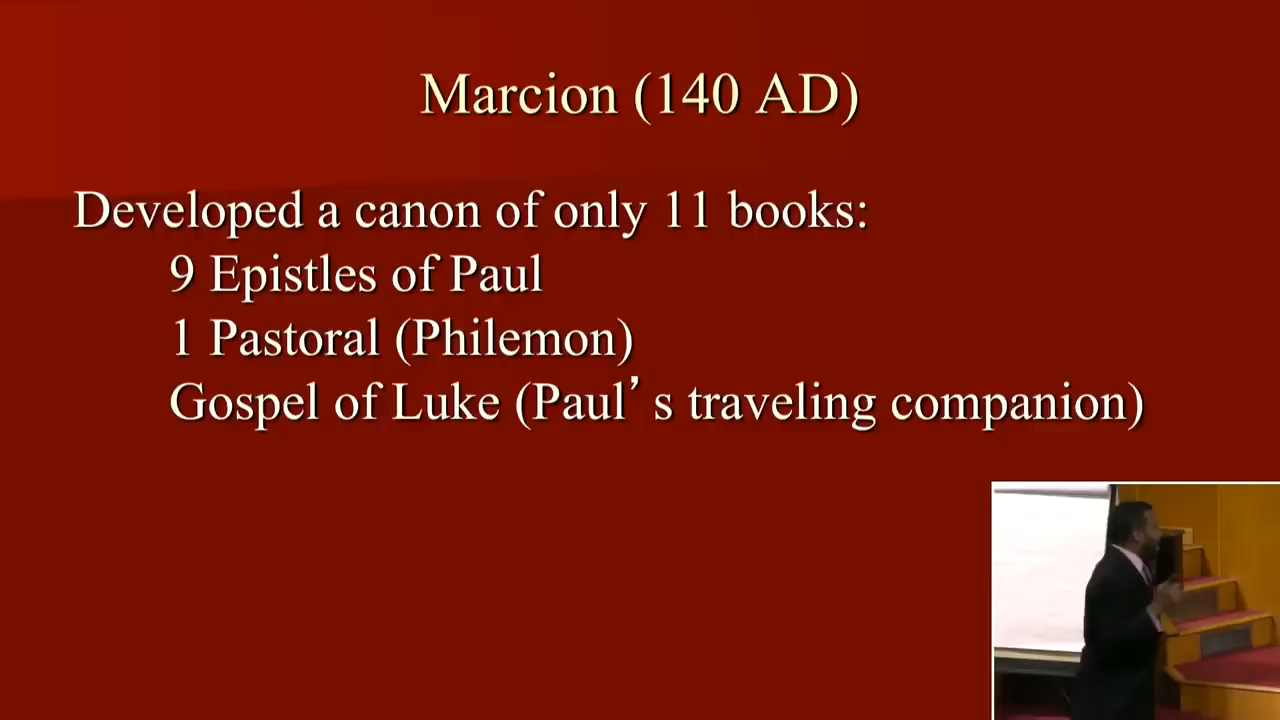 Marcion (140 AD)
Developed a canon of only 11 books:
9 Epistles of Paul
1 Pastoral (Philemon)
Gospel of Luke (Paul’s traveling companion)